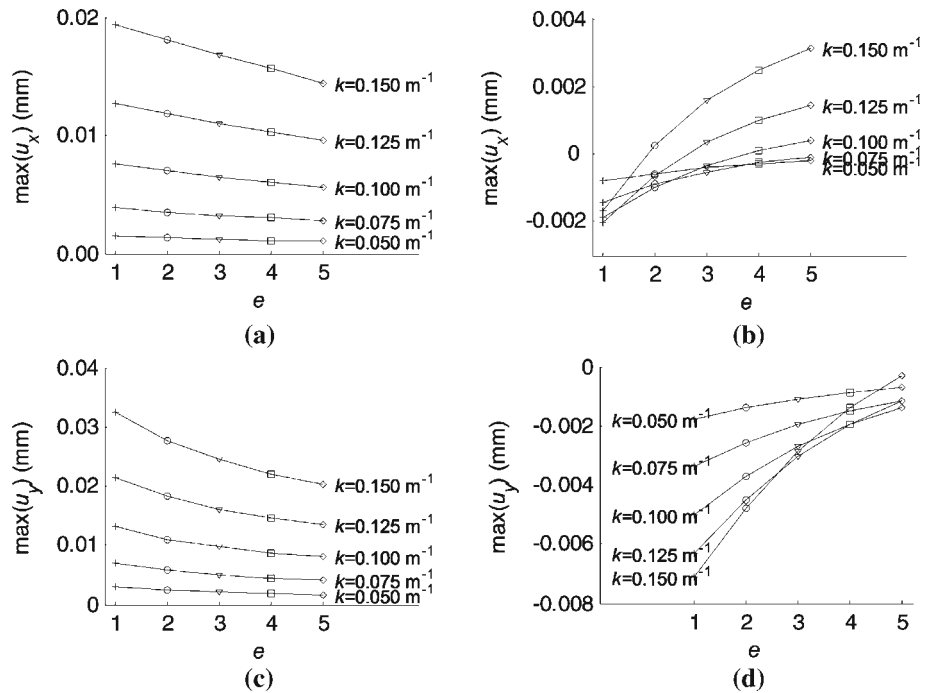 0.02
max(uₓ) (mm)
k=0.150 m⁻¹
k=0.125 m⁻¹
0.01
k=0.100 m⁻¹
k=0.075 m⁻¹
k=0.050 m⁻¹
0.00
1 2 3 4 5
e
(a)
0.004
max(uₓ) (mm)
k=0.150 m⁻¹
0.002
k=0.125 m⁻¹
k=0.100 m⁻¹
0
k=0.075 m⁻¹
k=0.050 m⁻¹
-0.002
1 2 3 4 5
e
(b)
0.04
max(u_y) (mm)
0.03
0.02
k=0.150 m⁻¹
k=0.125 m⁻¹
0.01
k=0.100 m⁻¹
k=0.075 m⁻¹
k=0.050 m⁻¹
0
1 2 3 4 5
e
(c)
0
max(u_y) (mm)
-0.002
k=0.050 m⁻¹
k=0.075 m⁻¹
-0.004
k=0.100 m⁻¹
-0.006
k=0.125 m⁻¹
k=0.150 m⁻¹
-0.008
1 2 3 4 5
e
(d)